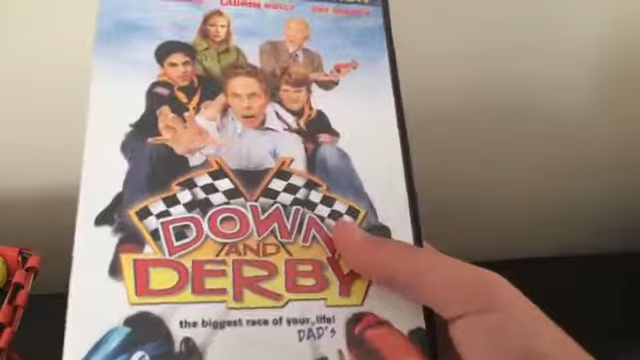 LAUREN HOLLY
DOWN
AND
DERBY
the biggest race of your life!
DAD's